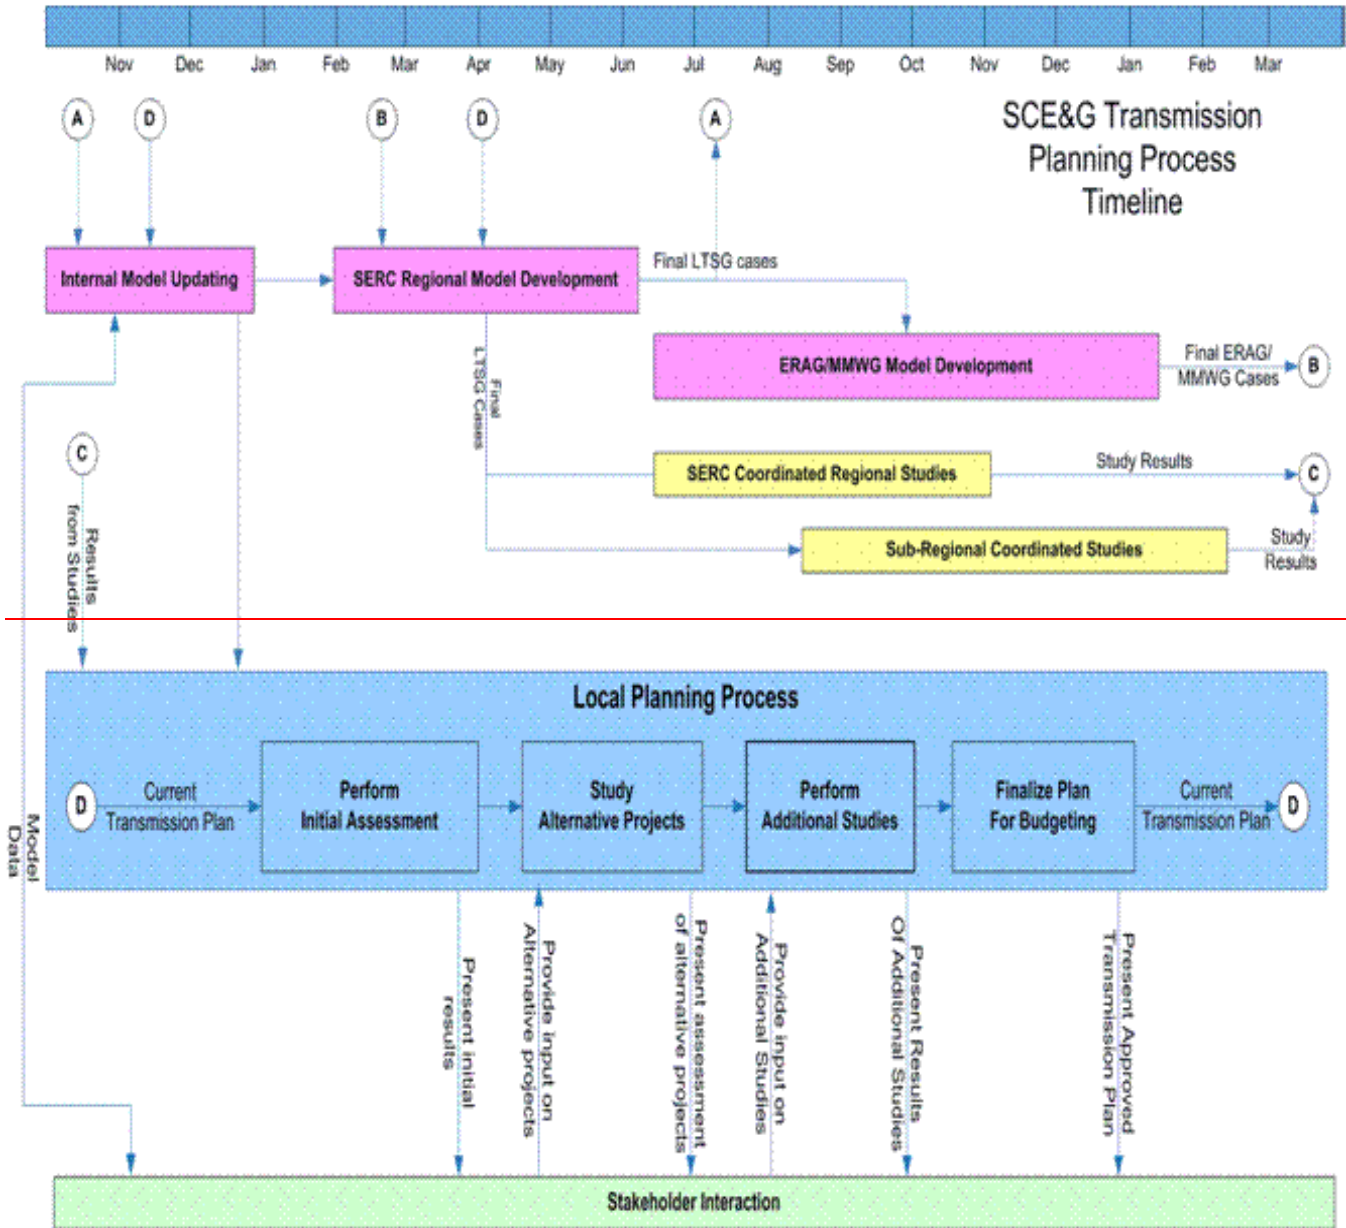 Nov Dec Jan Feb Mar Apr May Jun Jul Aug Sep Oct Nov Dec Jan Feb Mar
A D B D A
SCE&G Transmission
Planning Process
Timeline
Internal Model Updating
SERC Regional Model Development
Final LTSG cases
ERAG/MMWG Model Development
Final ERAG/
MMWG Cases
B
Final
LTSG Cases
C
SERC Coordinated Regional Studies
Study Results
C
Results
from Studies
Sub-Regional Coordinated Studies
Study
Results
Local Planning Process
D
Current
Transmission Plan
Perform
Initial Assessment
Study
Alternative Projects
Perform
Additional Studies
Finalize Plan
For Budgeting
Current
Transmission Plan
D
Model
Data
Present initial
results
Provide input on
Alternative projects
Present assessment
of alternative projects
Provide input on
Additional Studies
Present Results
Of Additional Studies
Present Approved
Transmission Plan
Stakeholder Interaction